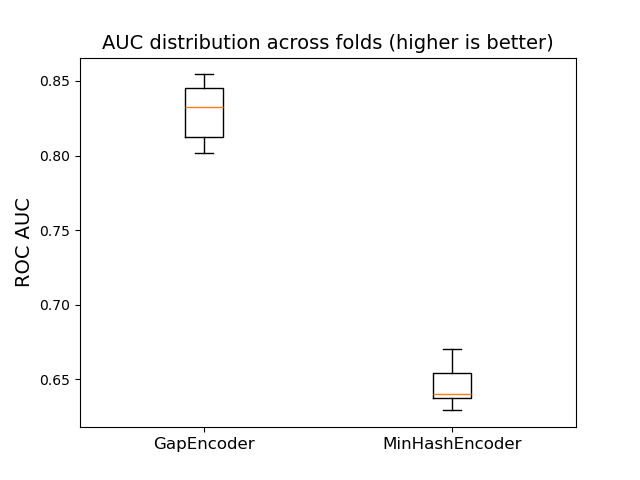 AUC distribution across folds (higher is better)
0.85
0.80
0.75
0.70
0.65
ROC AUC
GapEncoder
MinHashEncoder